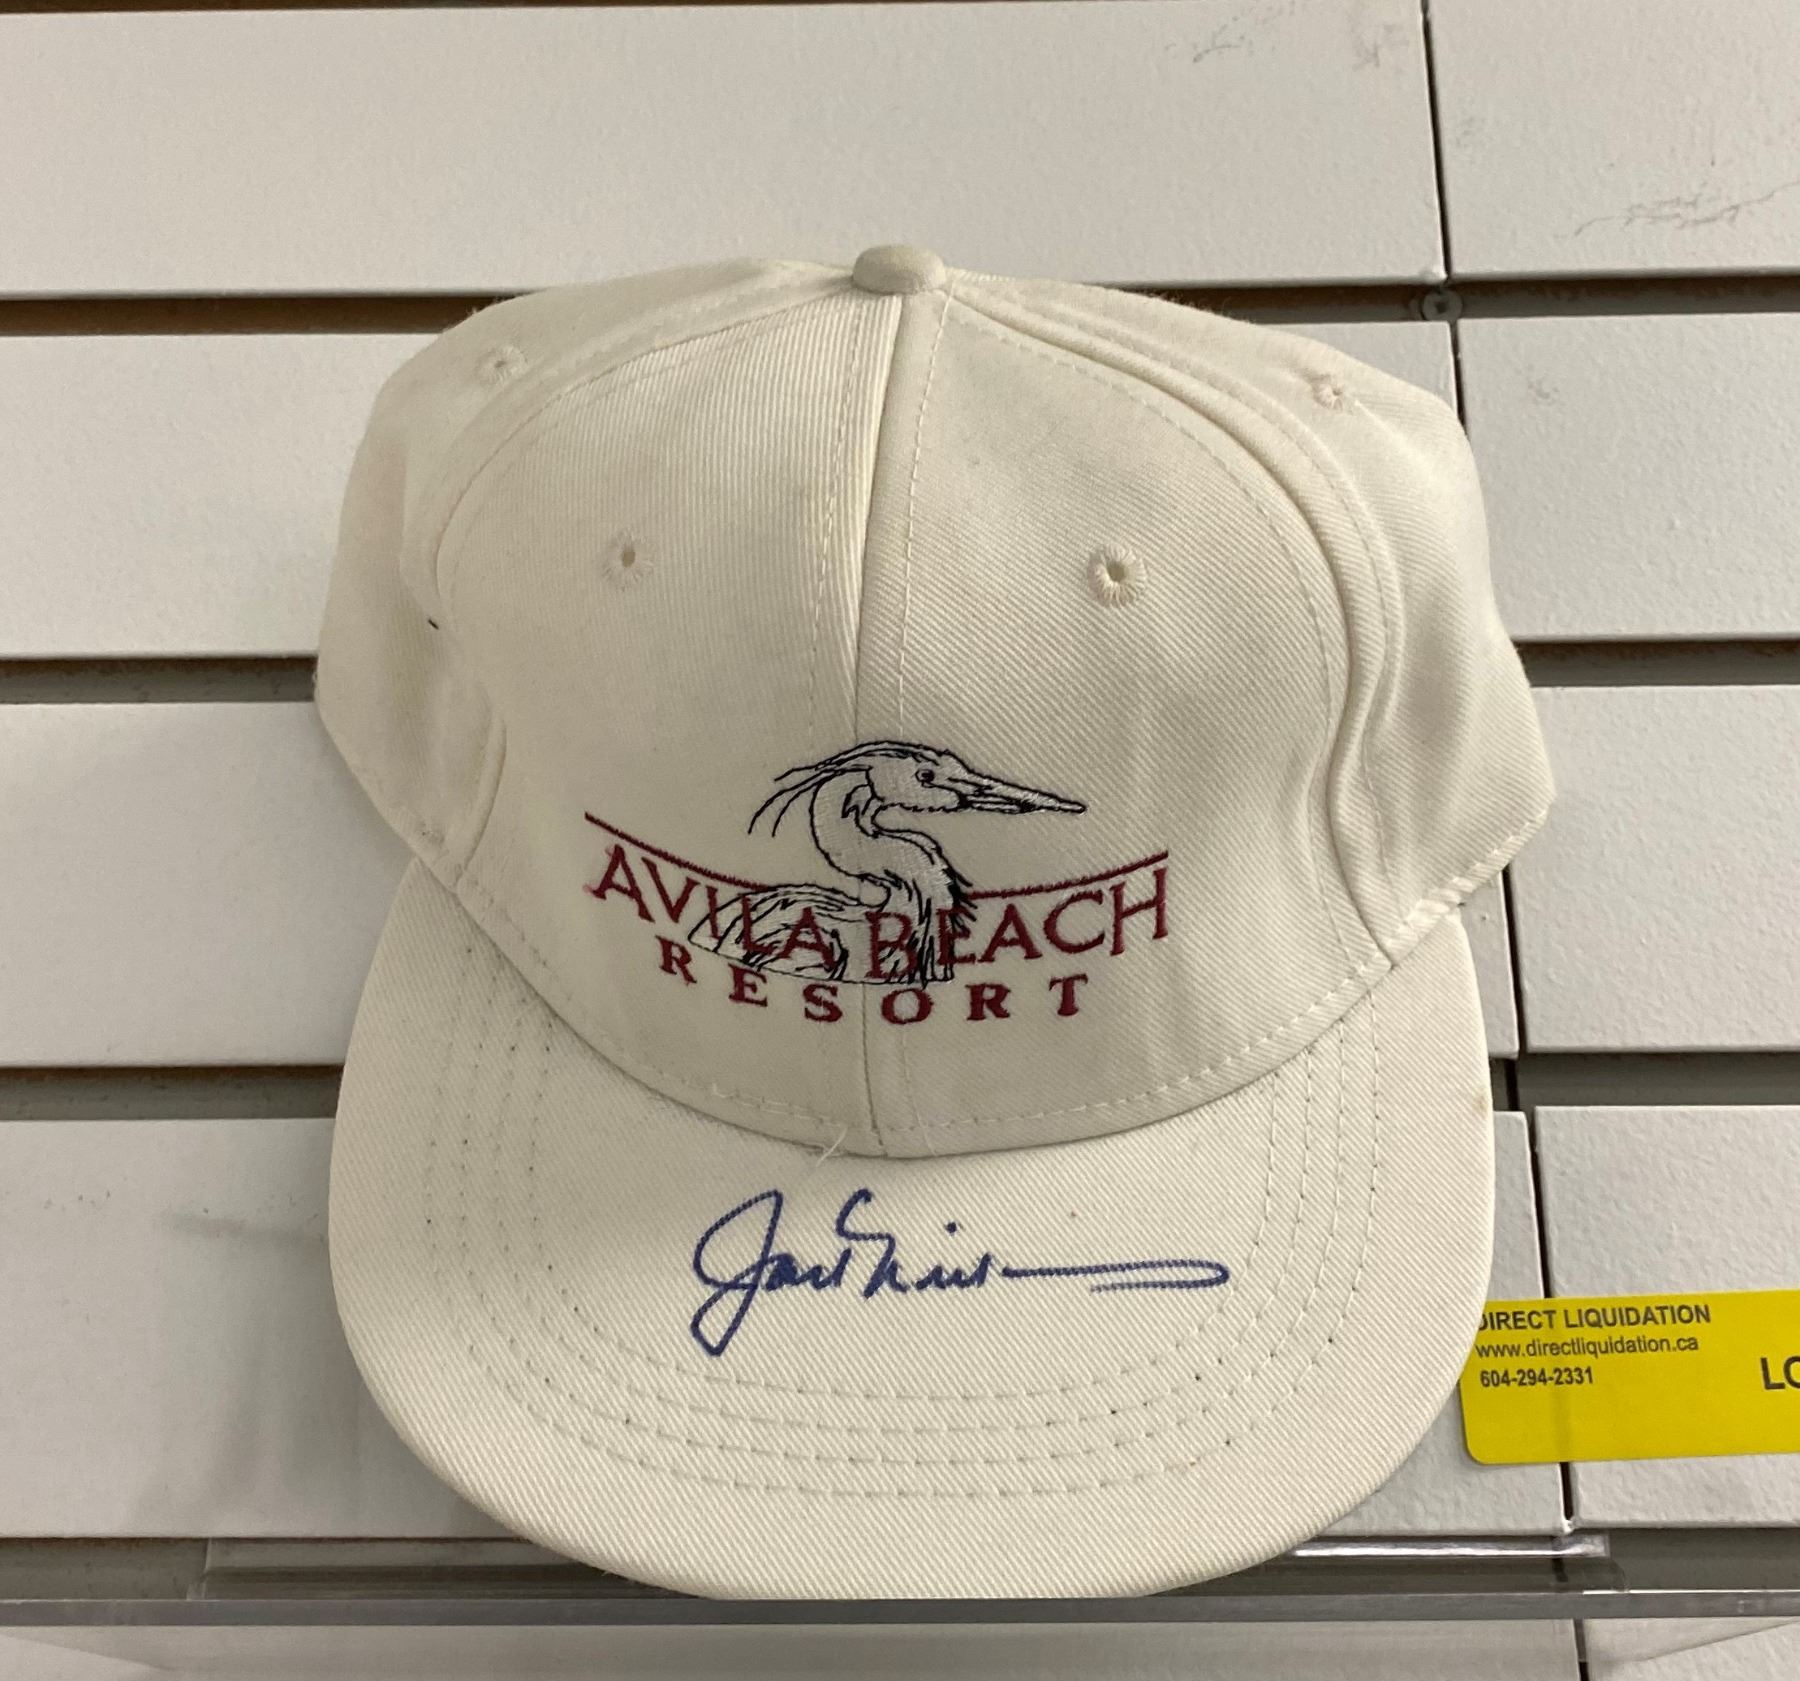 AVILA BEACH
RESORT
DIRECT LIQUIDATION
www.directliquidation.ca
604-294-2331